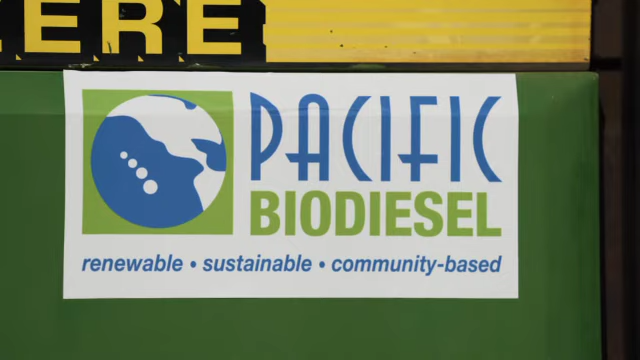 ERE
PACIFIC
BIODIESEL
renewable • sustainable • community-based